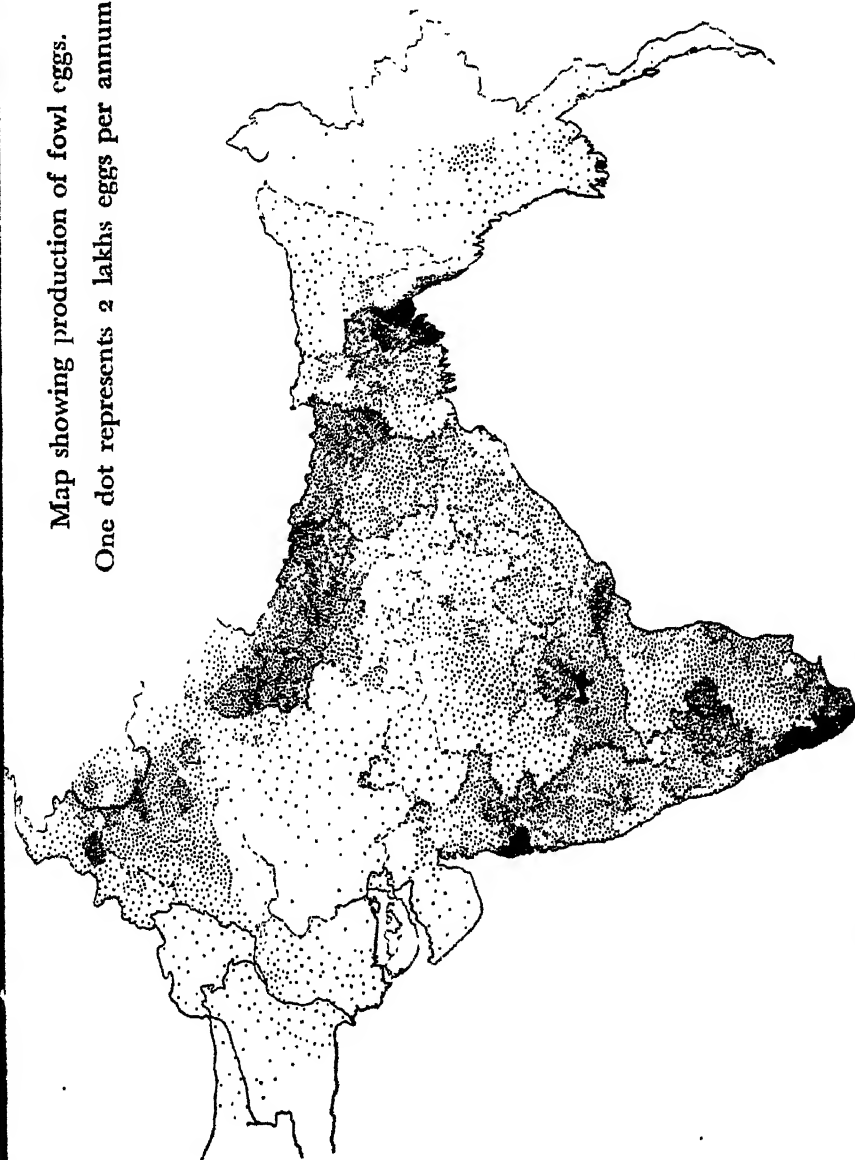 Map showing production of fowl eggs.
One dot represents 2 lakhs eggs per annum